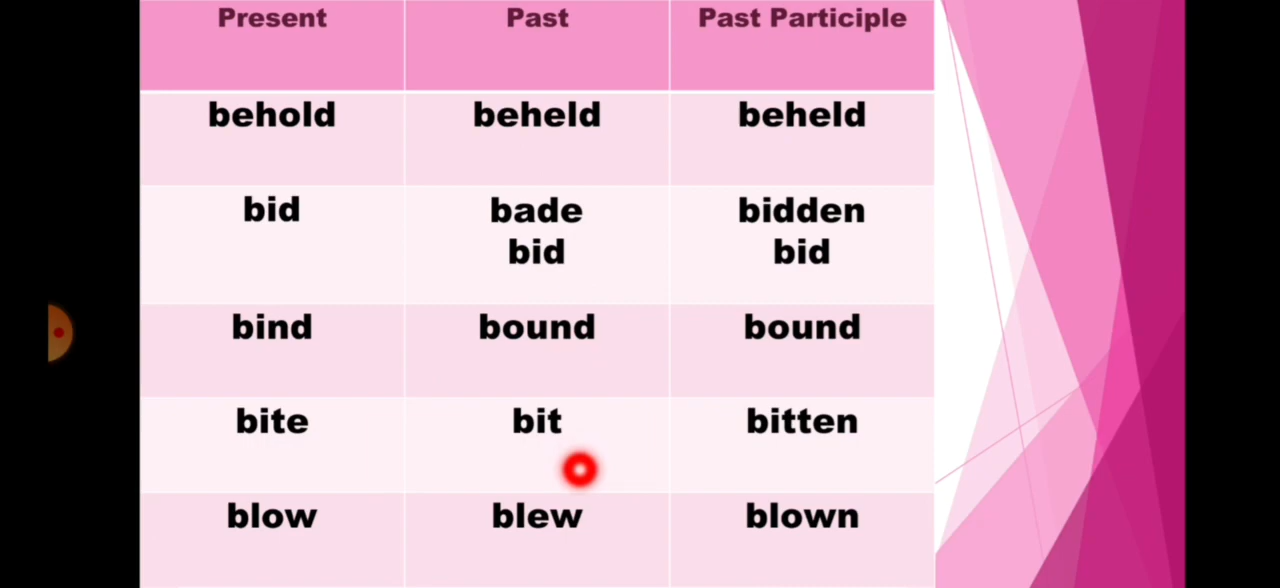 Present Past Past Participle
behold beheld beheld
bid bade bidden
bid bid
bind bound bound
bite bit bitten
blow blew blown